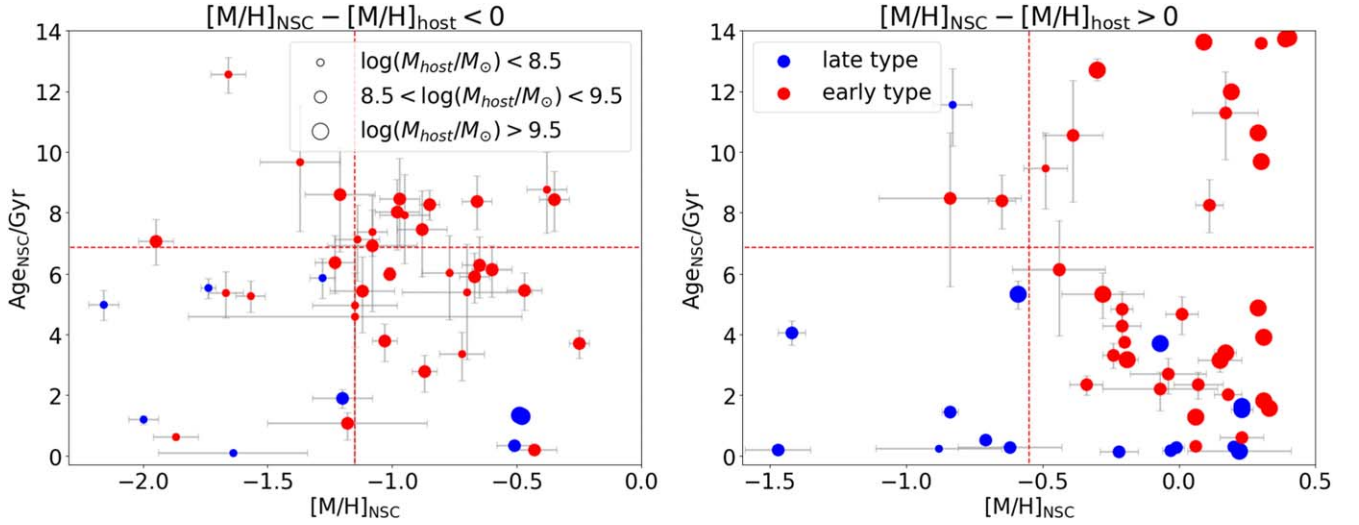 [M/H]NSC − [M/H]host < 0
14
12
10
8
6
4
2
0
AgeNSC/Gyr
log(Mhost/M⊙) < 8.5
8.5 < log(Mhost/M⊙) < 9.5
log(Mhost/M⊙) > 9.5
−2.0 −1.5 −1.0 −0.5 0.0
[M/H]NSC
[M/H]NSC − [M/H]host > 0
14
12
10
8
6
4
2
0
AgeNSC/Gyr
late type
early type
−1.5 −1.0 −0.5 0.0 0.5
[M/H]NSC